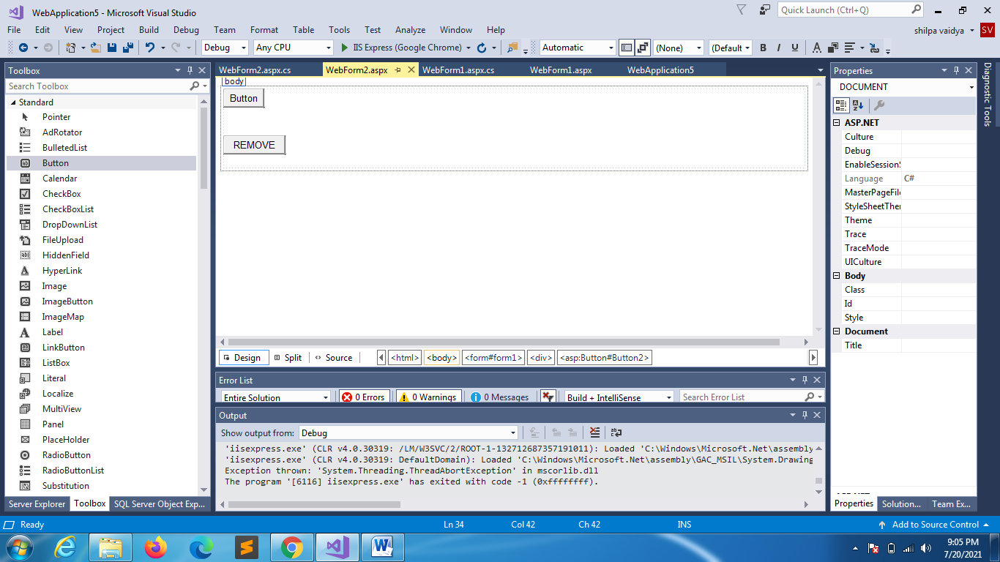 WebApplication5 - Microsoft Visual Studio
Quick Launch (Ctrl+Q)
File Edit View Project Build Debug Team Format Table Tools Test Analyze Window Help
shilpa vaidya SV
Debug Any CPU IIS Express (Google Chrome) Automatic (None) (Default B I U A
Toolbox
Search Toolbox
Standard
Pointer
AdRotator
BulletedList
Button
Calendar
CheckBox
CheckBoxList
DropDownList
FileUpload
HiddenField
HyperLink
Image
ImageButton
ImageMap
Label
LinkButton
ListBox
Literal
Localize
MultiView
Panel
PlaceHolder
RadioButton
RadioButtonList
Substitution
Server Explorer Toolbox SQL Server Object Exp...
WebForm2.aspx.cs WebForm2.aspx WebForm1.aspx.cs WebForm1.aspx WebApplication5
body
Button
REMOVE
Design Split Source <html> <body> <form#form1> <div> <asp:Button#Button2>
Error List
Entire Solution 0 Errors 0 Warnings 0 Messages Build + IntelliSense Search Error List
Output
Show output from: Debug
'iisexpress.exe' (CLR v4.0.30319: /LM/W3SVC/2/ROOT-1-132712687357191011): Loaded 'C:\Windows\Microsoft.Net\assembly
'iisexpress.exe' (CLR v4.0.30319: DefaultDomain): Loaded 'C:\Windows\Microsoft.Net\assembly\GAC_MSIL\System.Drawing
Exception thrown: 'System.Threading.ThreadAbortException' in mscorlib.dll
The program '[6116] iisexpress.exe' has exited with code -1 (0xffffffff).
Properties
DOCUMENT
ASP.NET
Culture
Debug
EnableSessionS
Language C#
MasterPageFile
StyleSheetThe
Theme
Trace
TraceMode
UICulture
Body
Class
Id
Style
Document
Title
Properties Solution... Team Ex...
Diagnostic Tools
Ready Ln 34 Col 42 Ch 42 INS Add to Source Control
9:05 PM
7/20/2021